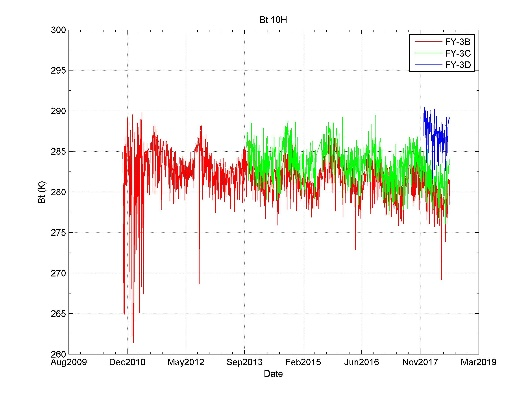 Bt 10H
300
295
290
285
280
275
270
265
260
Bt (K)
FY-3B
FY-3C
FY-3D
Aug2009 Dec2010 May2012 Sep2013 Feb2015 Jun2016 Nov2017 Mar2019
Date